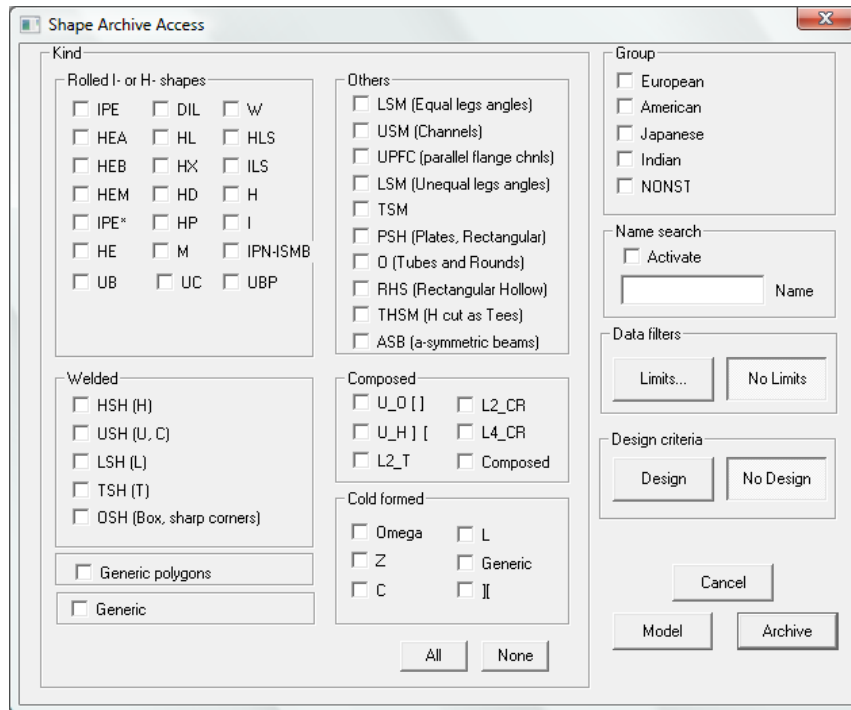 Shape Archive Access
Kind
Rolled I- or H- shapes
IPE DIL W
HEA HL HLS
HEB HX ILS
HEM HD H
IPE* HP I
HE M IPN-ISMB
UB UC UBP
Others
LSM (Equal legs angles)
USM (Channels)
UPFC (parallel flange chnls)
LSM (Unequal legs angles)
TSM
PSH (Plates, Rectangular)
O (Tubes and Rounds)
RHS (Rectangular Hollow)
THSM (H cut as Tees)
ASB (a-symmetric beams)
Welded
HSH (H)
USH (U, C)
LSH (L)
TSH (T)
OSH (Box, sharp corners)
Generic polygons
Generic
Composed
U_O [ ] L2_CR
U_H ] [ L4_CR
L2_T Composed
Cold formed
Omega L
Z Generic
C ][
All None
Group
European
American
Japanese
Indian
NONST
Name search
Activate
Name
Data filters
Limits... No Limits
Design criteria
Design No Design
Cancel
Model Archive